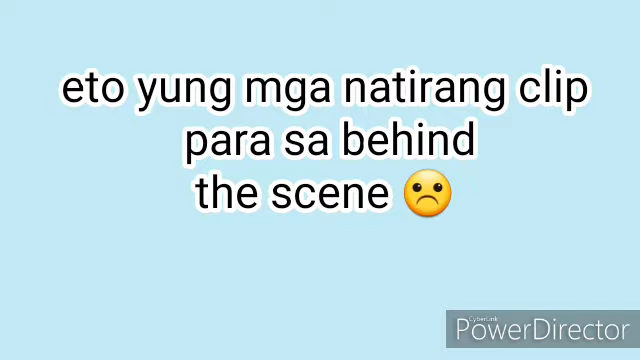 eto yung mga natirang clip
para sa behind
the scene ☹️
CyberLink
PowerDirector